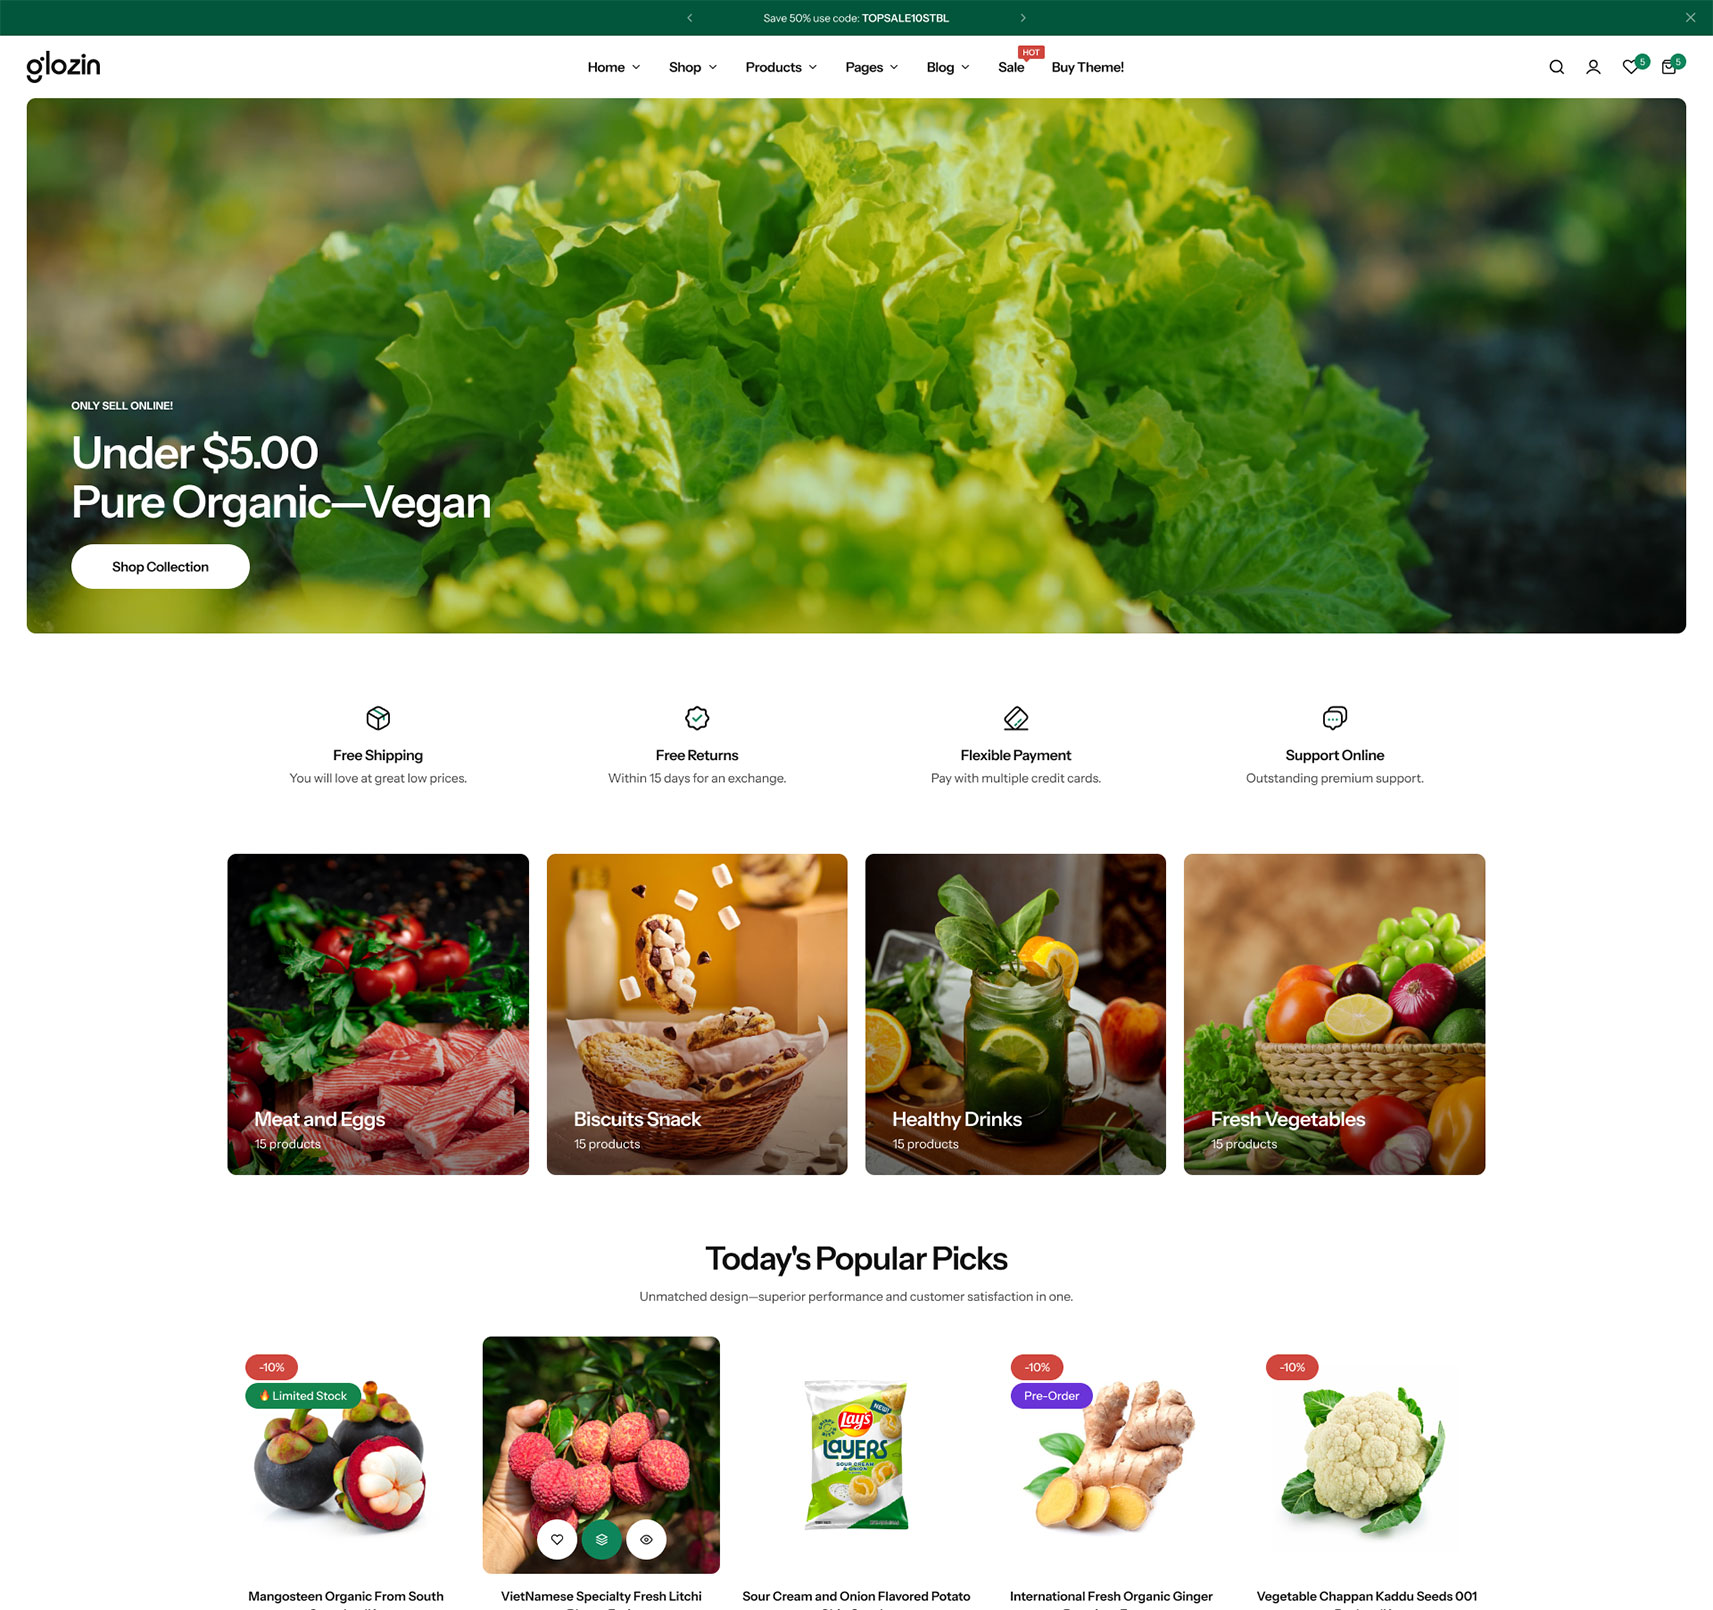 Save 50% use code: TOPSALE10STBL
glozin
Home
Shop
Products
Pages
Blog
Sale
HOT
Buy Theme!
5
5
ONLY SELL ONLINE!
Under $5.00
Pure Organic—Vegan
Shop Collection
Free Shipping
You will love at great low prices.
Free Returns
Within 15 days for an exchange.
Flexible Payment
Pay with multiple credit cards.
Support Online
Outstanding premium support.
Meat and Eggs
15 products
Biscuits Snack
15 products
Healthy Drinks
15 products
Fresh Vegetables
15 products
Today's Popular Picks
Unmatched design—superior performance and customer satisfaction in one.
-10%
🔥 Limited Stock
Mangosteen Organic From South
VietNamese Specialty Fresh Litchi
NEW!
Lay's
LAYERS
SOUR CREAM
& ONION
Sour Cream and Onion Flavored Potato
-10%
Pre-Order
International Fresh Organic Ginger
-10%
Vegetable Chappan Kaddu Seeds 001